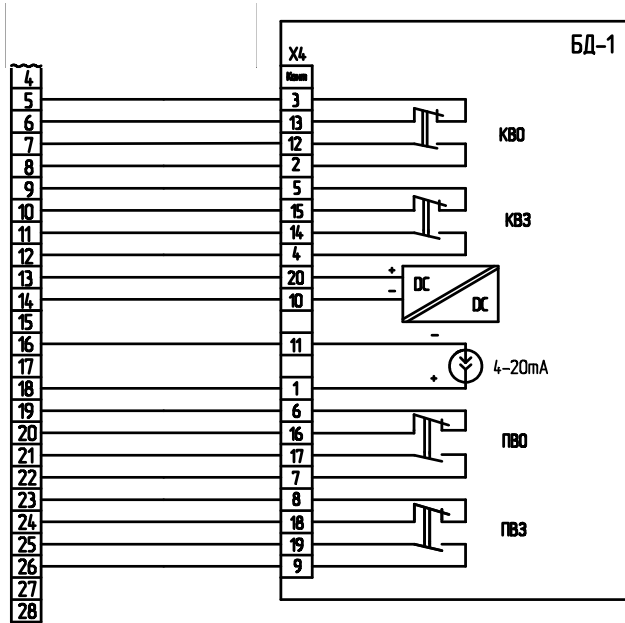 БД-1
X4
Конт
4
5 3
6 13
7 12
КВО
8 2
9 5
10 15
КВЗ
11 14
12 4
13 20 + DC
14 10 - DC
15
-
16 11
17 4-20mA
+
18 1
19 6
20 16
ПВО
21 17
22 7
23 8
24 18
ПВЗ
25 19
26 9
27
28